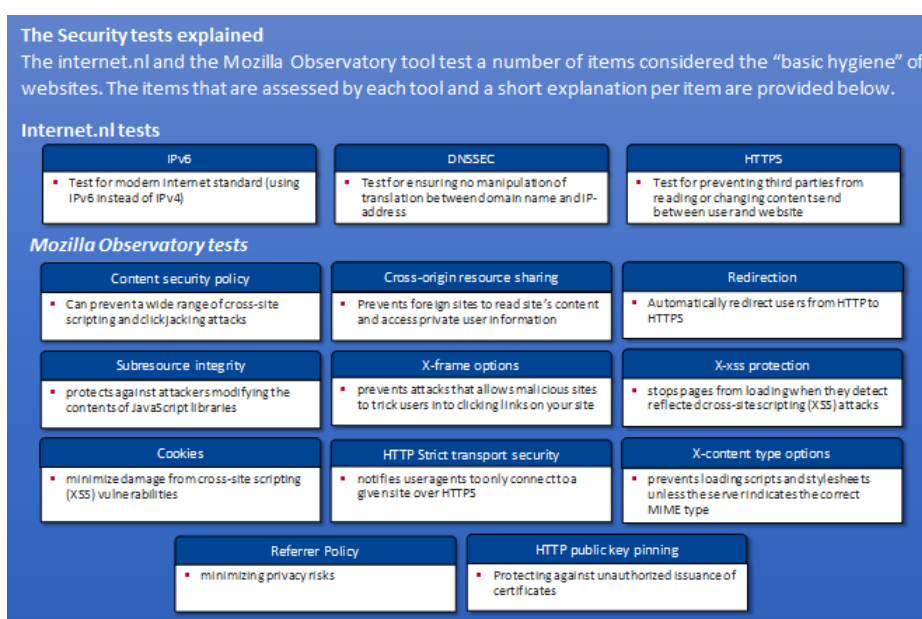 The Security tests explained
The internet.nl and the Mozilla Observatory tool test a number of items considered the “basic hygiene” of
websites. The items that are assessed by each tool and a short explanation per item are provided below.
Internet.nl tests
IPv6
Test for modern internet standard (using
IPv6 instead of IPv4)
DNSSEC
Test for ensuring no manipulation of
translation between domain name and IP-
address
HTTPS
Test for preventing third parties from
reading or changing content send
between user and website
Mozilla Observatory tests
Content security policy
Can prevent a wide range of cross-site
scripting and clickjacking attacks
Cross-origin resource sharing
Prevents foreign sites to read site's content
and access private user information
Redirection
Automatically redirect users from HTTP to
HTTPS
Subresource integrity
protects against attackers modifying the
contents of JavaScript libraries
X-frame options
prevents attacks that allows malicious sites
to trick users into clicking links on your site
X-xss protection
stops pages from loading when they detect
reflected cross-site scripting (XSS) attacks
Cookies
minimize damage from cross-site scripting
(XSS) vulnerabilities
HTTP Strict transport security
notifies user agents to only connect to a
given site over HTTPS
X-content type options
prevents loading scripts and stylesheets
unless the server indicates the correct
MIME type
Referrer Policy
minimizing privacy risks
HTTP public key pinning
Protecting against unauthorized issuance of
certificates